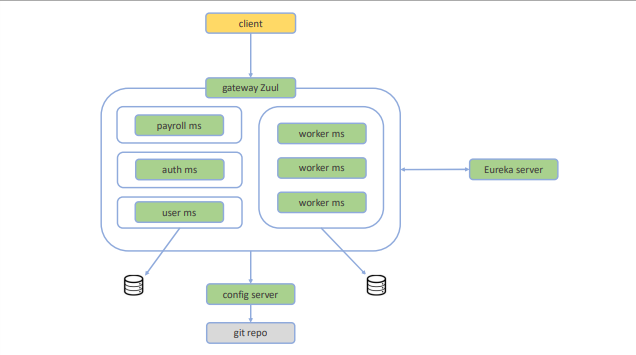 client
gateway Zuul
payroll ms
worker ms
auth ms
worker ms
Eureka server
user ms
worker ms
config server
git repo